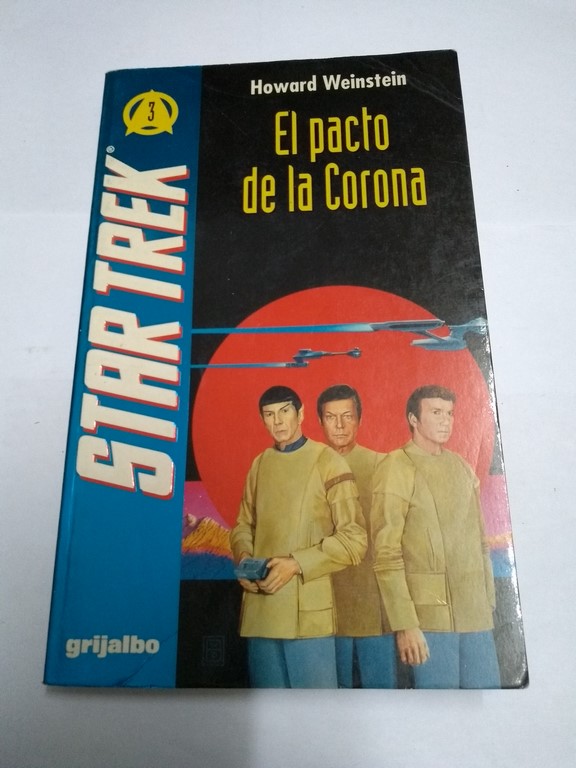 Howard Weinstein
El pacto
de la Corona
3
STAR TREK®
grijalbo